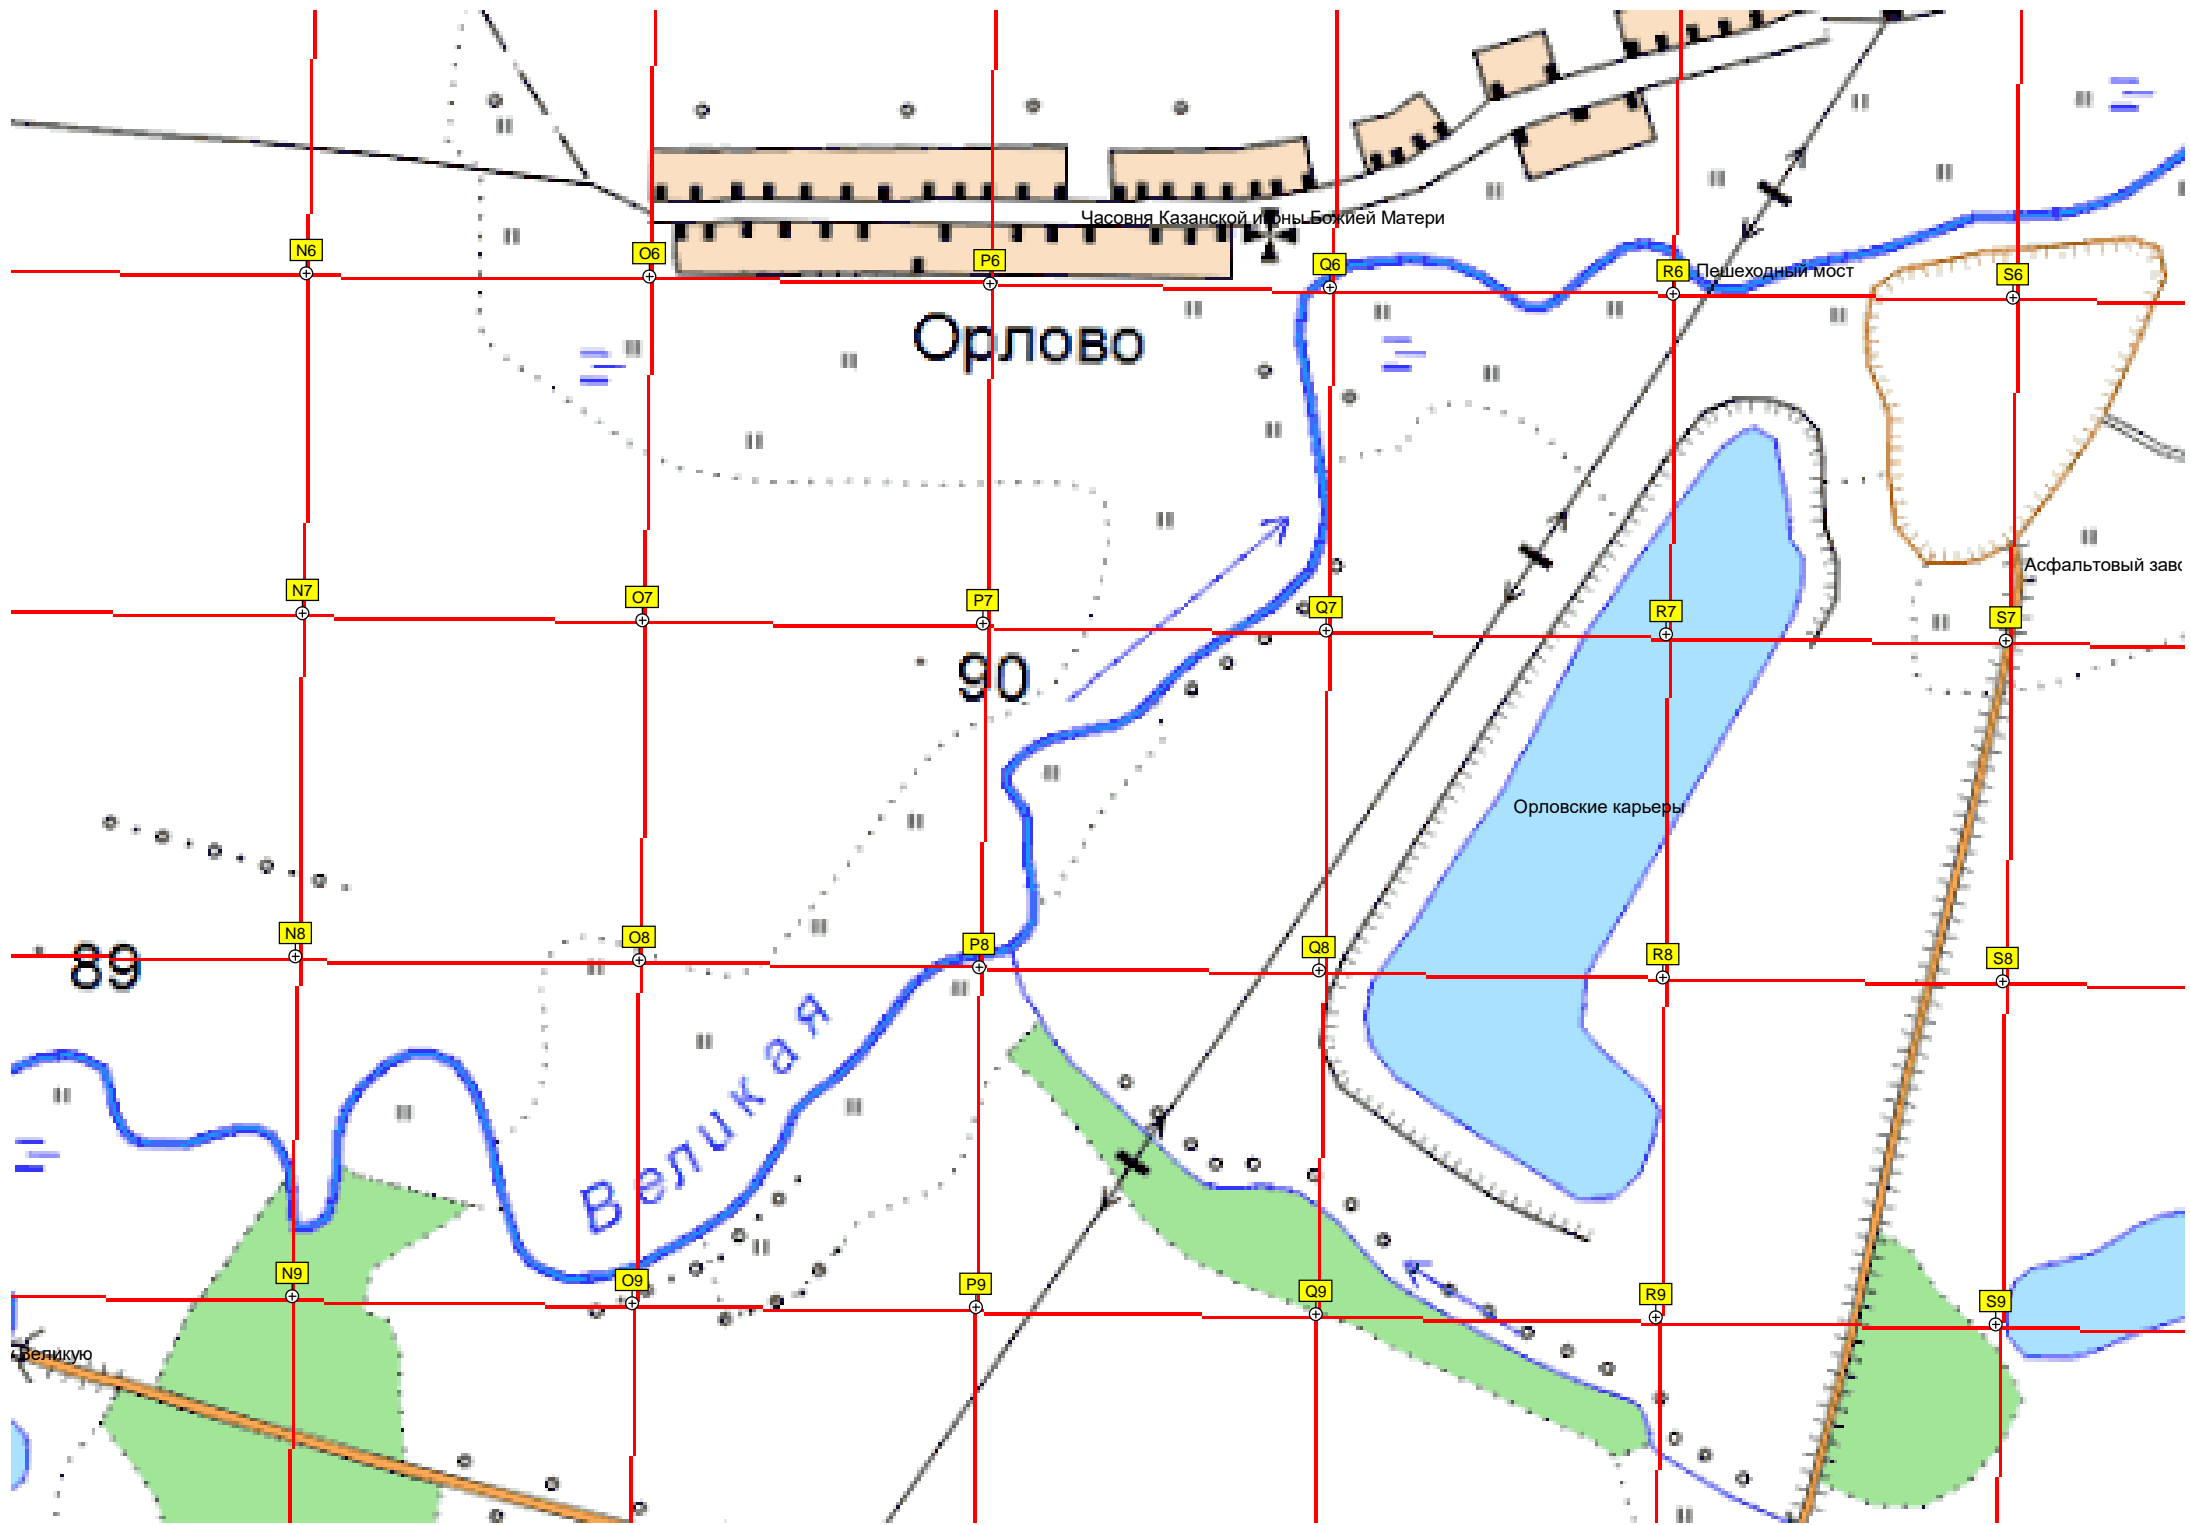 Часовня Казанской иконы Божией Матери
N6
O6
P6
Q6
R6
Пешеходный мост
S6
Орлово
Асфальтовый заво
N7
O7
P7
Q7
R7
S7
90
Орловские карьеры
N8
O8
P8
Q8
R8
S8
89
Великая
N9
O9
P9
Q9
R9
S9
Великую